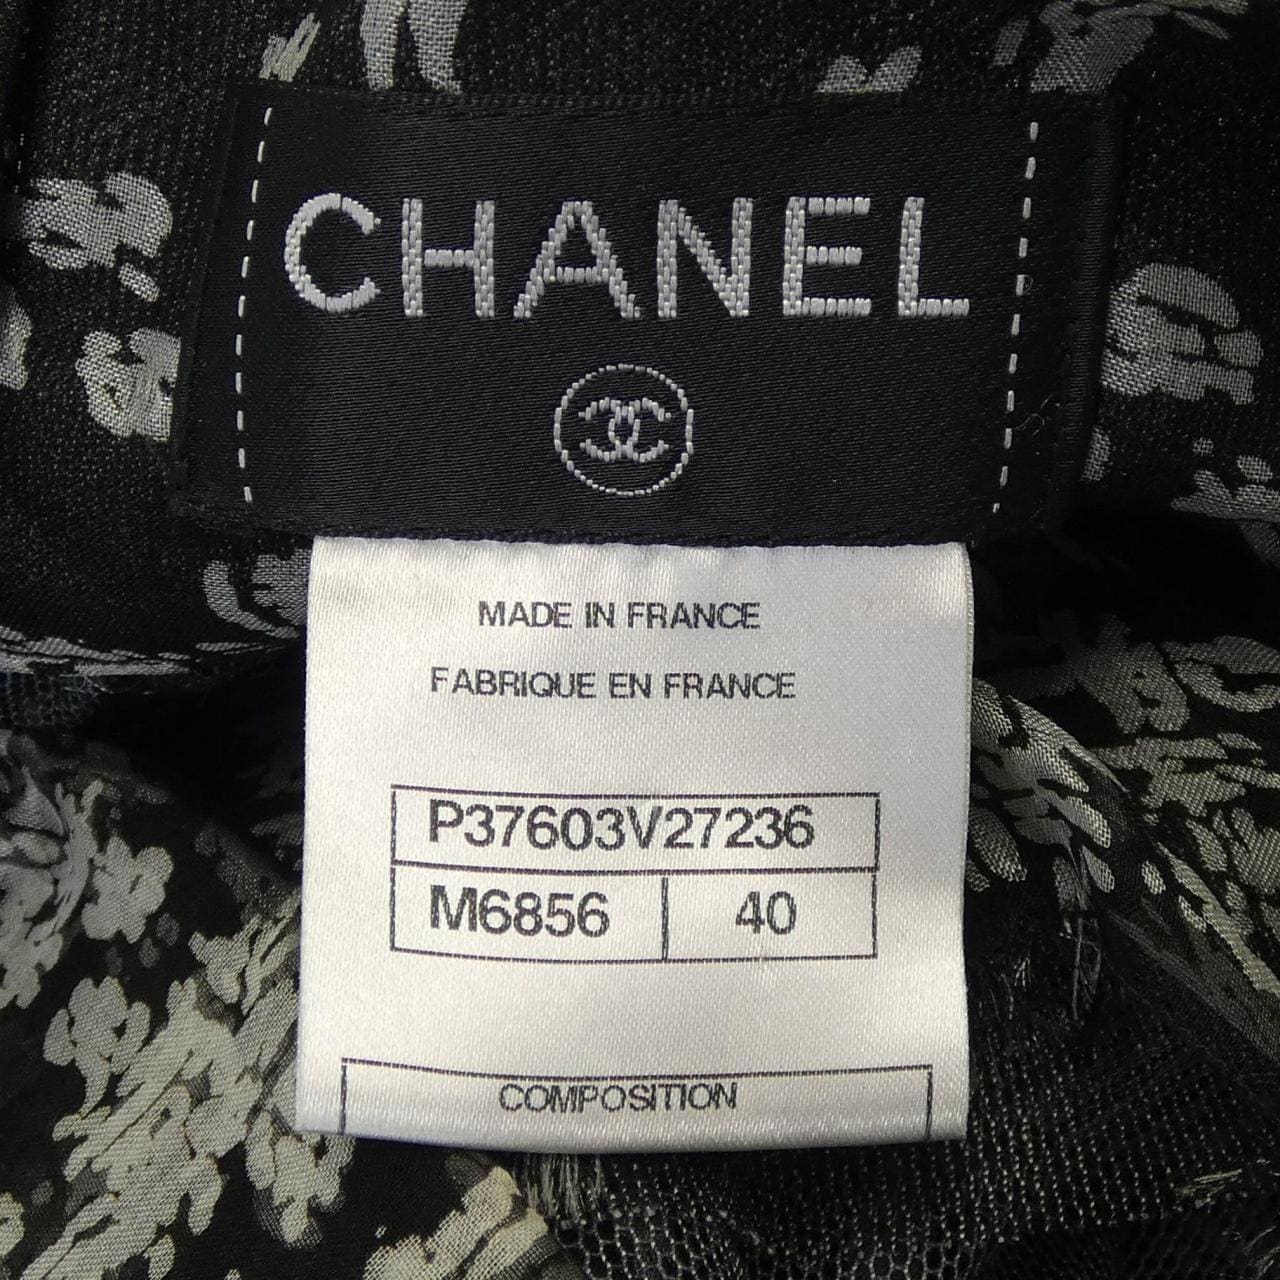 CHANEL
MADE IN FRANCE
FABRIQUE EN FRANCE
P37603V27236
M6856 40
COMPOSITION